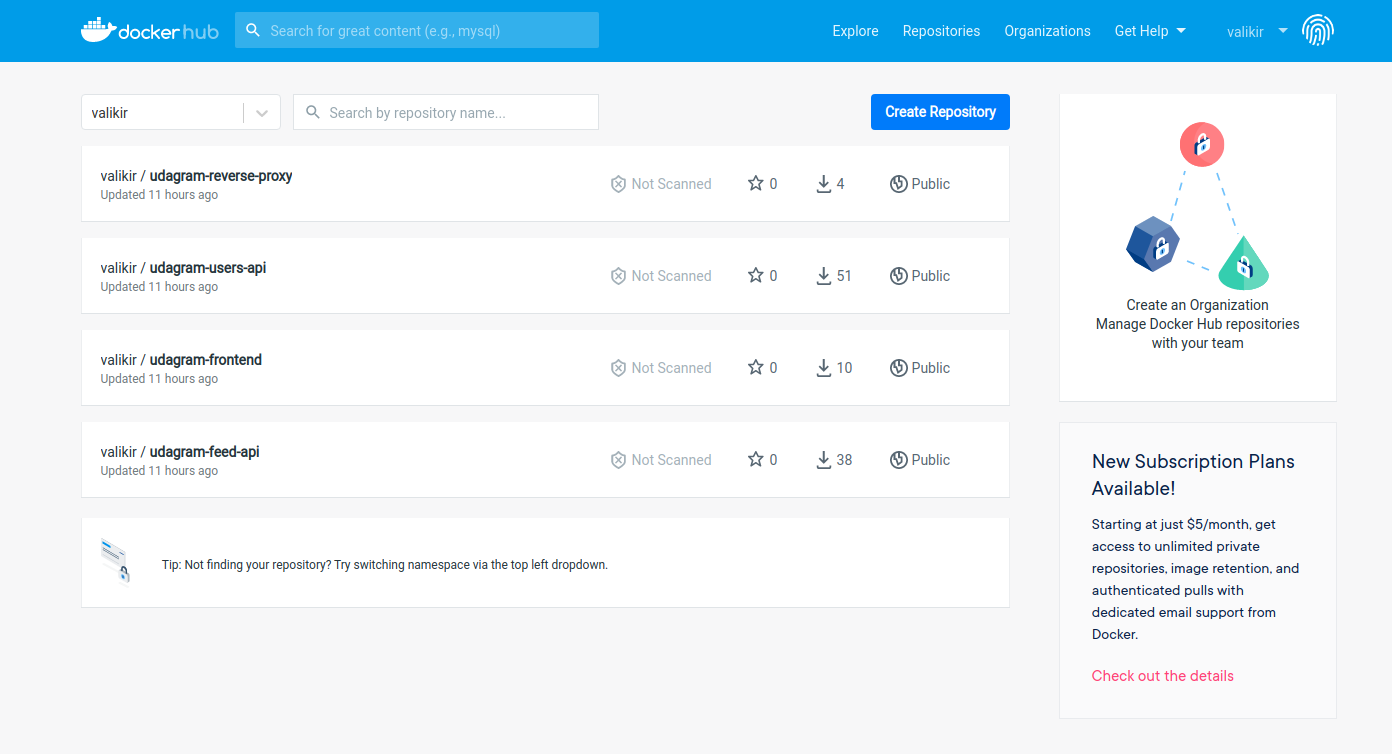 docker hub
Search for great content (e.g., mysql)
Explore
Repositories
Organizations
Get Help
valikir
valikir
Search by repository name...
Create Repository
valikir / udagram-reverse-proxy
Updated 11 hours ago
Not Scanned
0
4
Public
valikir / udagram-users-api
Updated 11 hours ago
Not Scanned
0
51
Public
valikir / udagram-frontend
Updated 11 hours ago
Not Scanned
0
10
Public
valikir / udagram-feed-api
Updated 11 hours ago
Not Scanned
0
38
Public
Tip: Not finding your repository? Try switching namespace via the top left dropdown.
Create an Organization
Manage Docker Hub repositories
with your team
New Subscription Plans
Available!
Starting at just $5/month, get
access to unlimited private
repositories, image retention, and
authenticated pulls with
dedicated email support from
Docker.
Check out the details